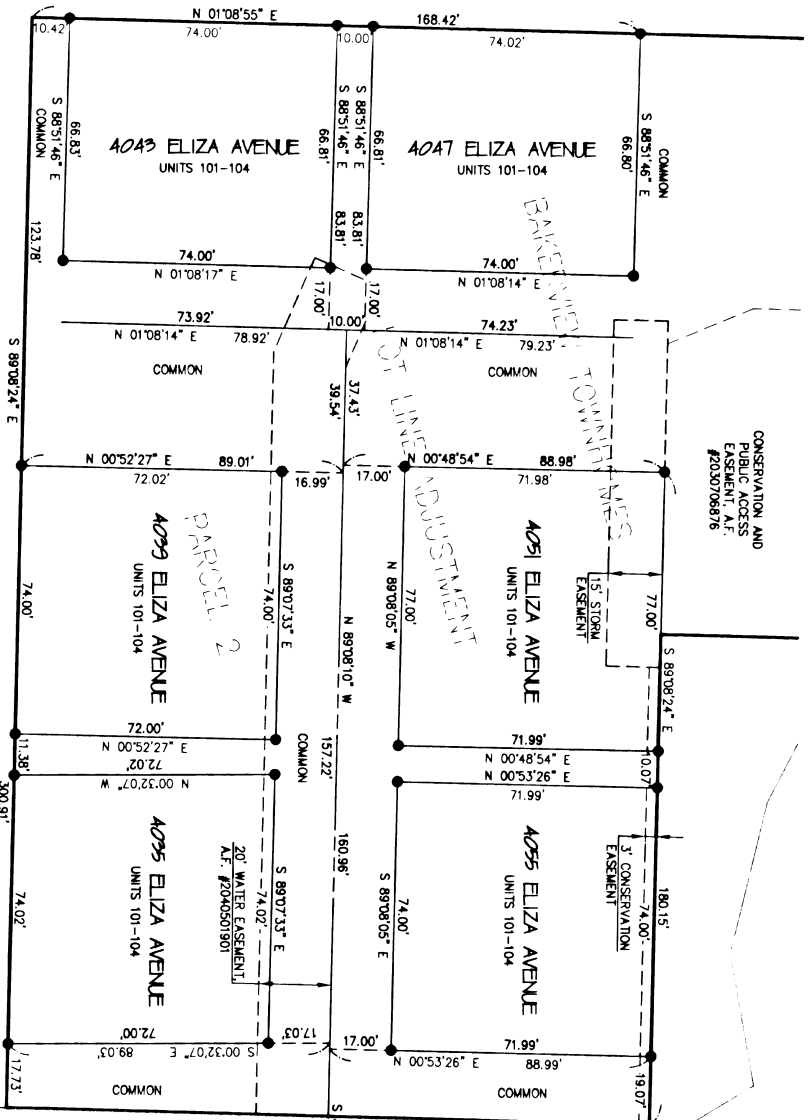 N 01°08'55" E
168.42'
10.42'
74.00'
10.00'
74.02'
S 88°51'46" E
COMMON
66.83'
4043 ELIZA AVENUE
UNITS 101-104
66.81'
S 88°51'46" E
83.81'
S 88°51'46" E
66.81'
83.81'
4047 ELIZA AVENUE
UNITS 101-104
S 88°51'46" E
66.80'
COMMON
123.78'
74.00'
N 01°08'17" E
17.00'
17.00'
74.00'
N 01°08'14" E
BAKERVIEW TOWNHOMES
LOT LINE ADJUSTMENT
PARCEL 2
73.92'
N 01°08'14" E
78.92'
10.00'
74.23'
N 01°08'14" E
79.23'
COMMON
COMMON
37.43'
39.54'
S 89°08'24" E
CONSERVATION AND
PUBLIC ACCESS
EASEMENT, A.F.
#2030706876
N 00°52'27" E
89.01'
72.02'
16.99'
17.00'
N 00°48'54" E
88.98'
71.98'
4039 ELIZA AVENUE
UNITS 101-104
74.00'
S 89°07'33" E
74.00'
N 89°08'10" W
N 89°08'05" W
77.00'
4051 ELIZA AVENUE
UNITS 101-104
15' STORM
EASEMENT
77.00'
S 89°08'24" E
72.00'
N 00°52'27" E
11.38'
72.02'
N 00°32'07" W
COMMON
157.22'
71.99'
N 00°48'54" E
N 00°53'26" E
71.99'
10.07'
300.91'
4035 ELIZA AVENUE
UNITS 101-104
74.02'
S 89°07'33" E
74.02'
20' WATER EASEMENT,
A.F. #2040501901
160.96'
S 89°08'05" E
74.00'
4055 ELIZA AVENUE
UNITS 101-104
3' CONSERVATION
EASEMENT
74.00'
180.15'
72.00'
S 00°32'07" E
89.03'
17.03'
17.00'
71.99'
N 00°53'26" E
88.99'
17.73'
19.07'
COMMON
S
COMMON